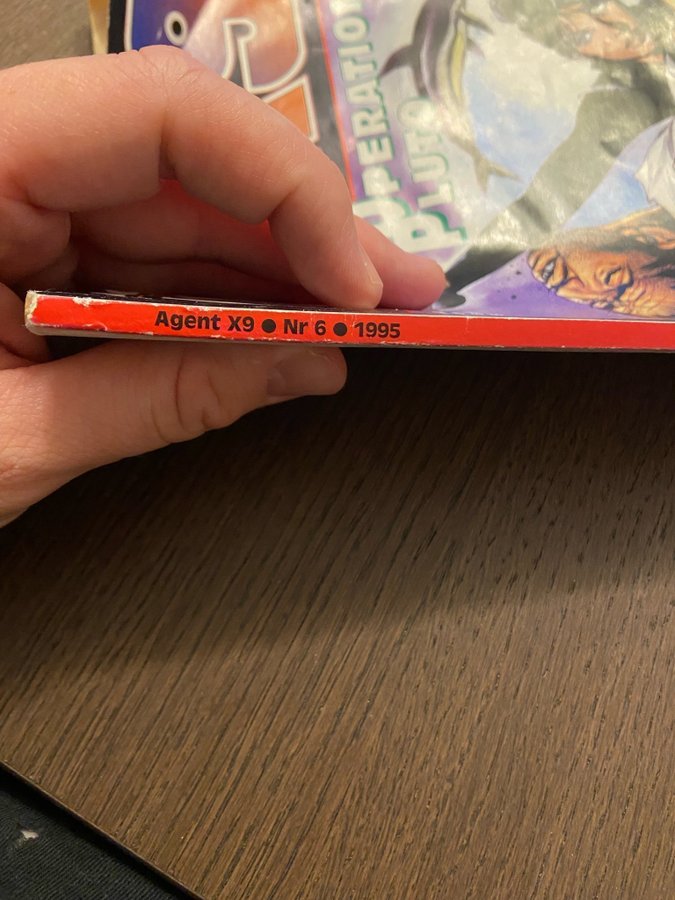 OPERATION
PLUTO
Agent X9 ● Nr 6 ● 1995